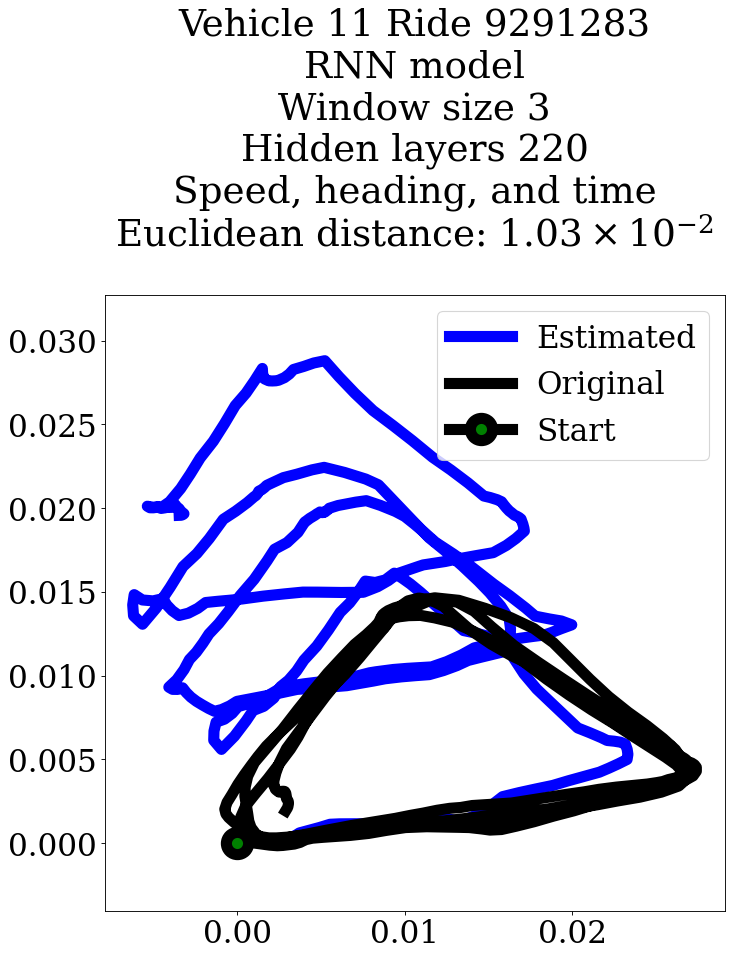 Vehicle 11 Ride 9291283
RNN model
Window size 3
Hidden layers 220
Speed, heading, and time
Euclidean distance: 1.03 × 10⁻²
Estimated
Original
Start
0.030
0.025
0.020
0.015
0.010
0.005
0.000
0.00 0.01 0.02